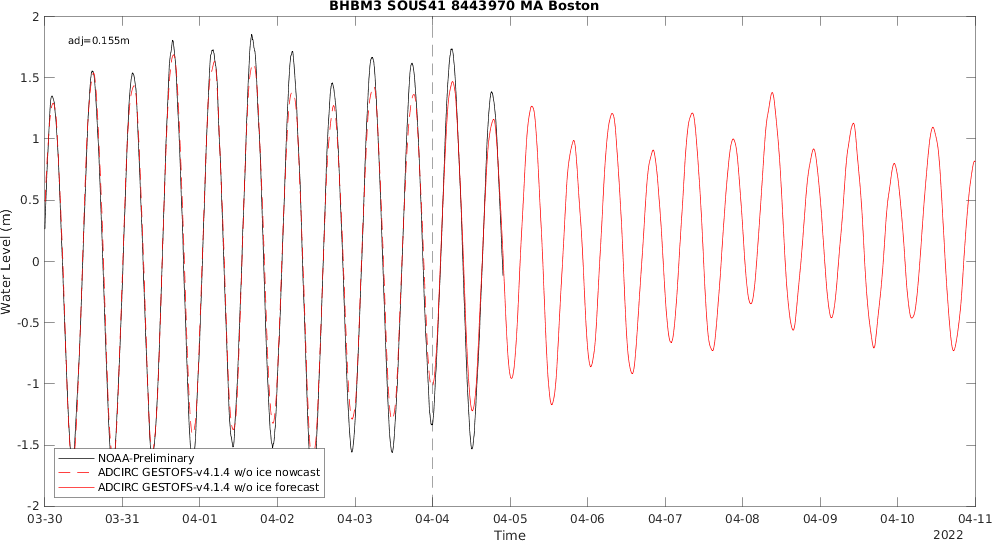 BHBM3 SOUS41 8443970 MA Boston
adj=0.155m
2
1.5
1
0.5
0
-0.5
-1
-1.5
-2
Water Level (m)
NOAA-Preliminary
ADCIRC GESTOFS-v4.1.4 w/o ice nowcast
ADCIRC GESTOFS-v4.1.4 w/o ice forecast
03-30 03-31 04-01 04-02 04-03 04-04 04-05 04-06 04-07 04-08 04-09 04-10 04-11
Time
2022